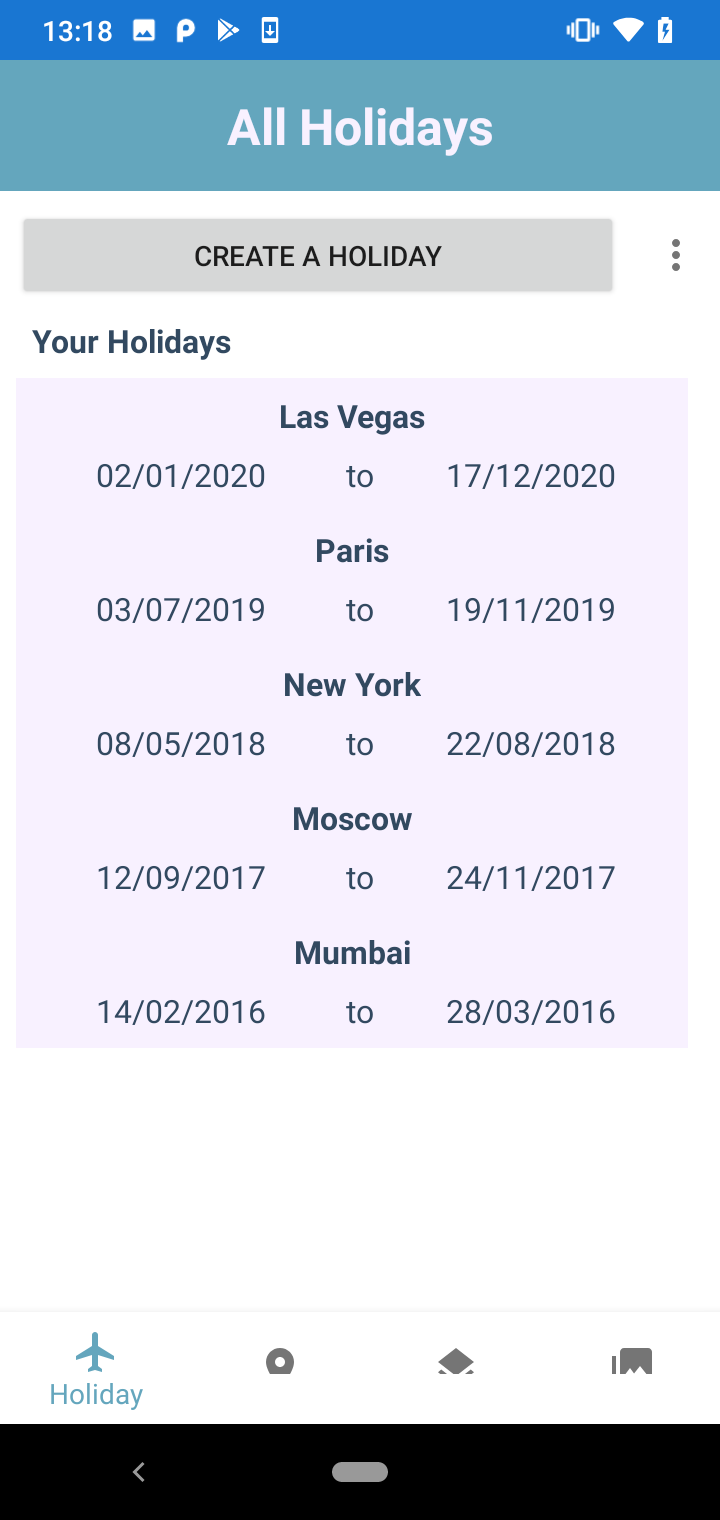 13:18
All Holidays
CREATE A HOLIDAY
Your Holidays
Las Vegas
02/01/2020 to 17/12/2020
Paris
03/07/2019 to 19/11/2019
New York
08/05/2018 to 22/08/2018
Moscow
12/09/2017 to 24/11/2017
Mumbai
14/02/2016 to 28/03/2016
Holiday